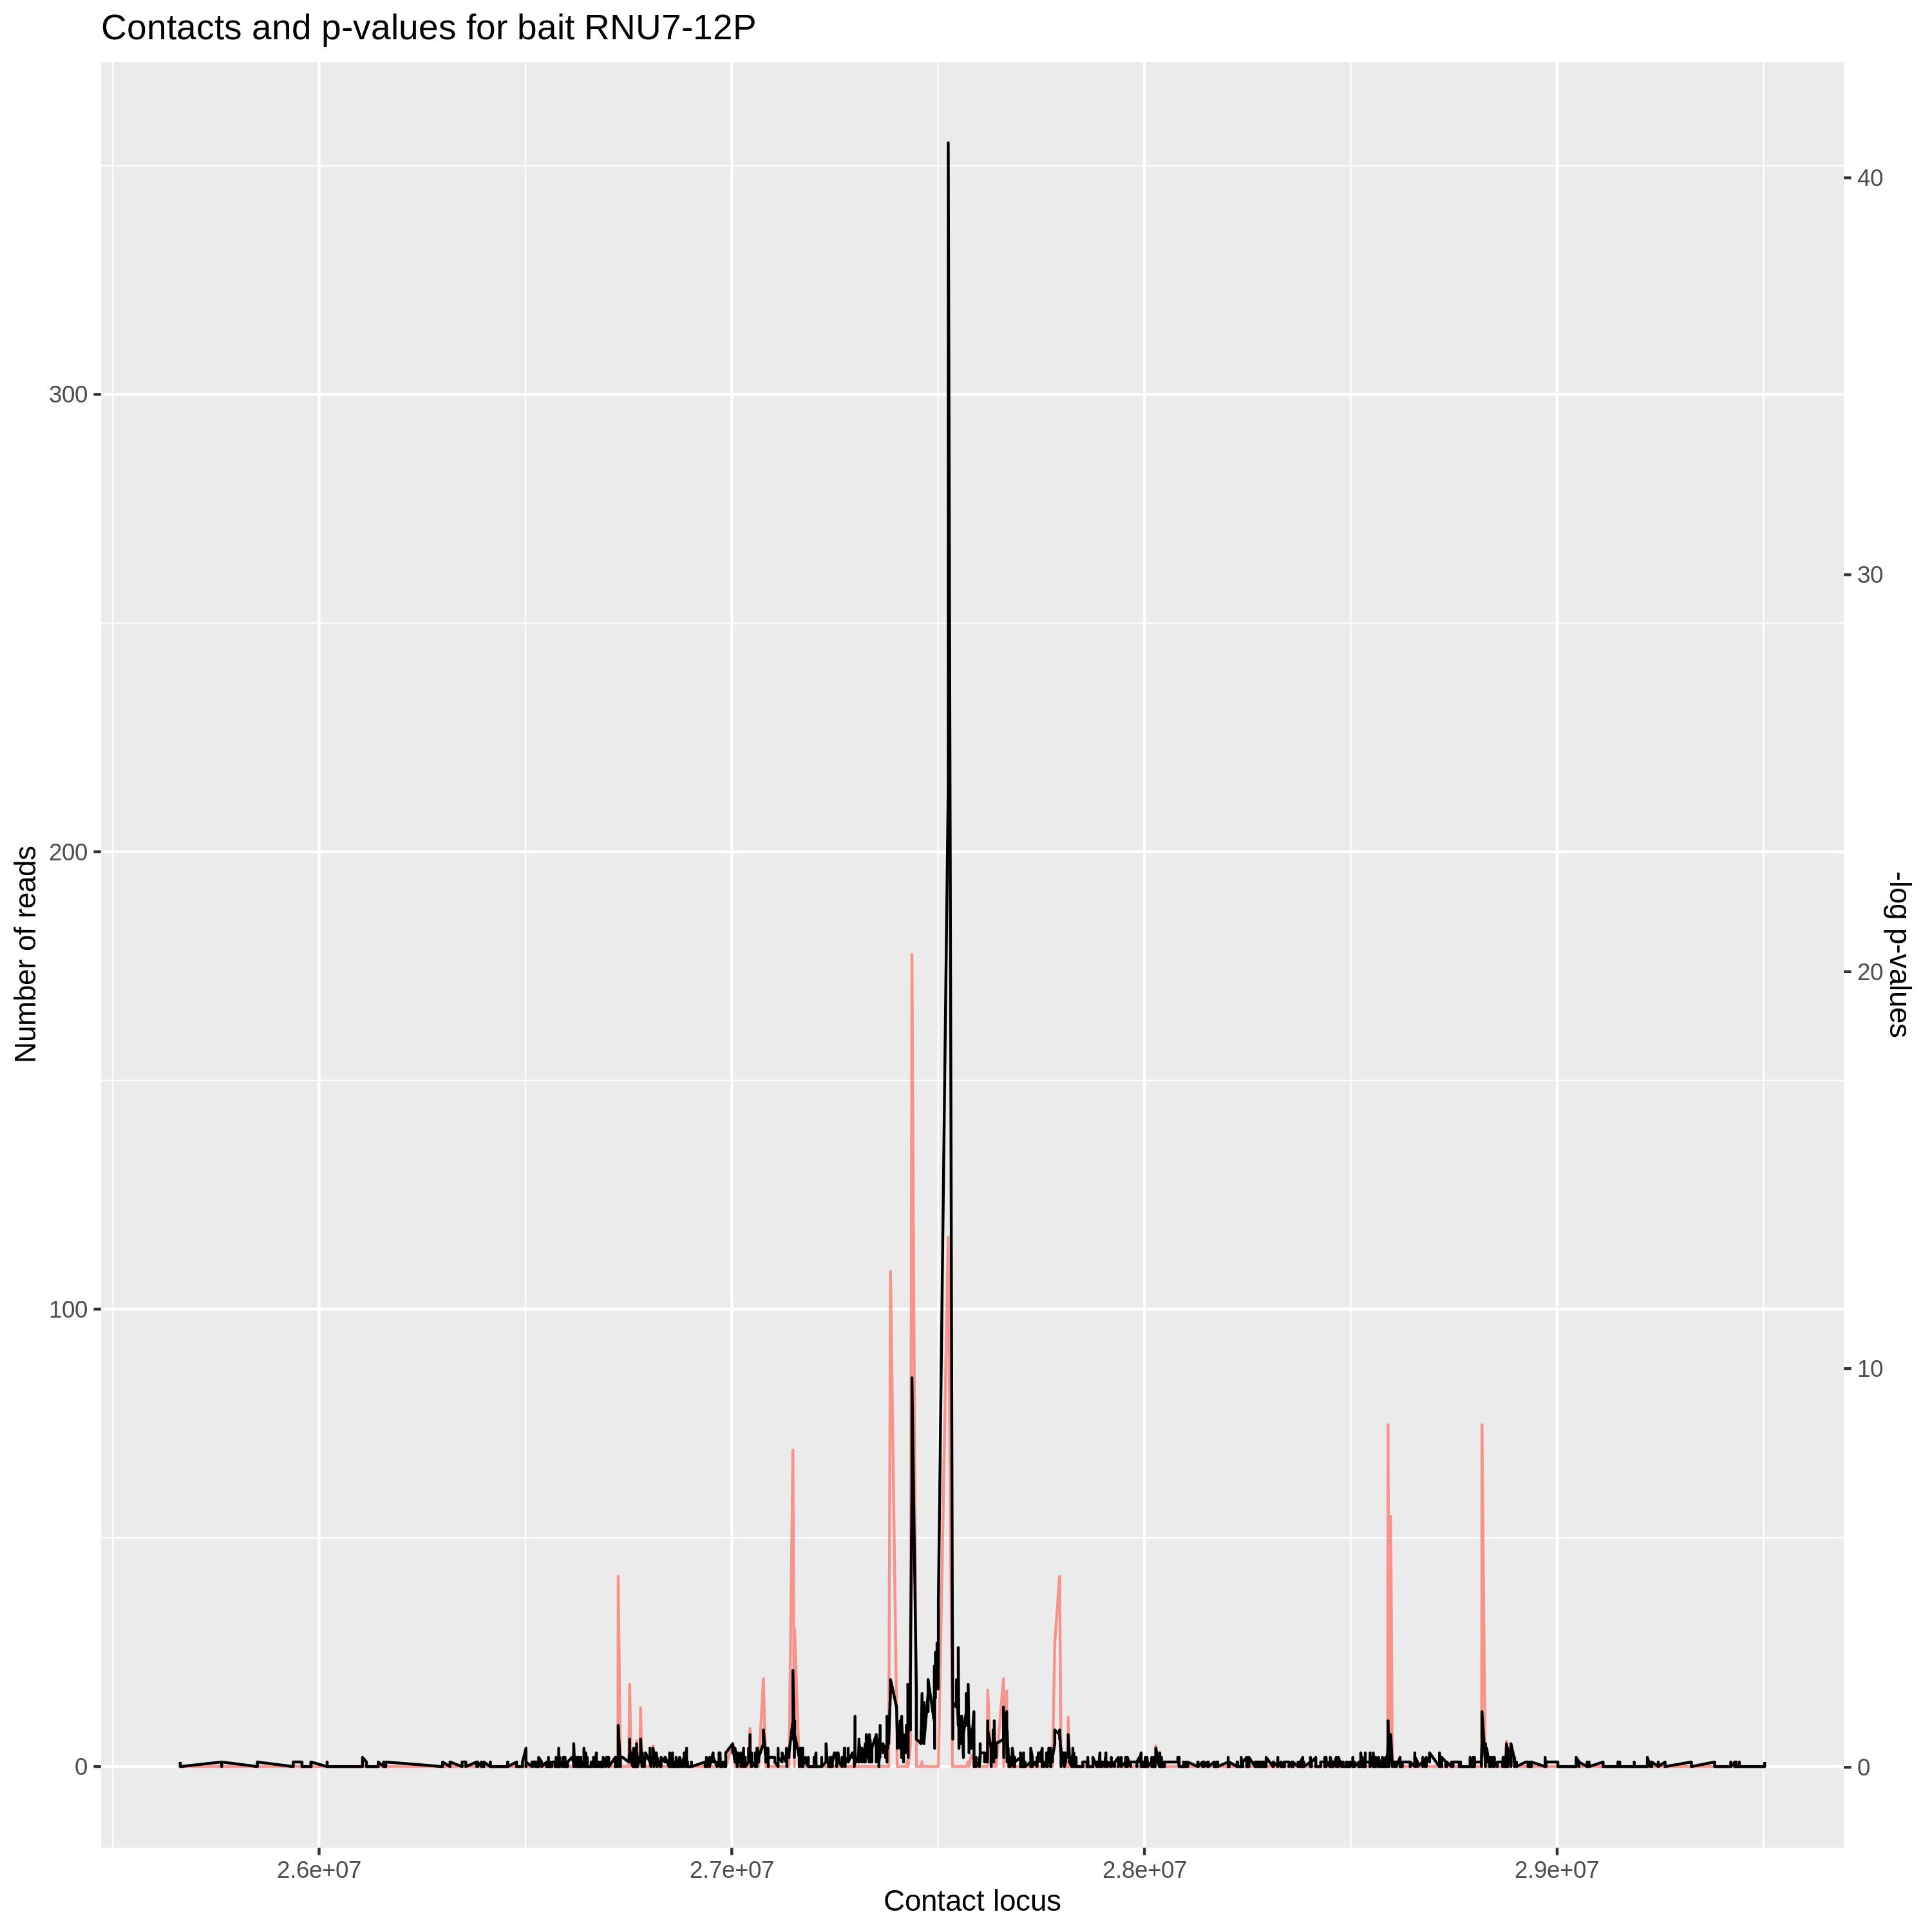 Contacts and p-values for bait RNU7-12P
Number of reads
300
200
100
0
40
30
20
10
0
-log p-values
2.6e+07
2.7e+07
2.8e+07
2.9e+07
Contact locus